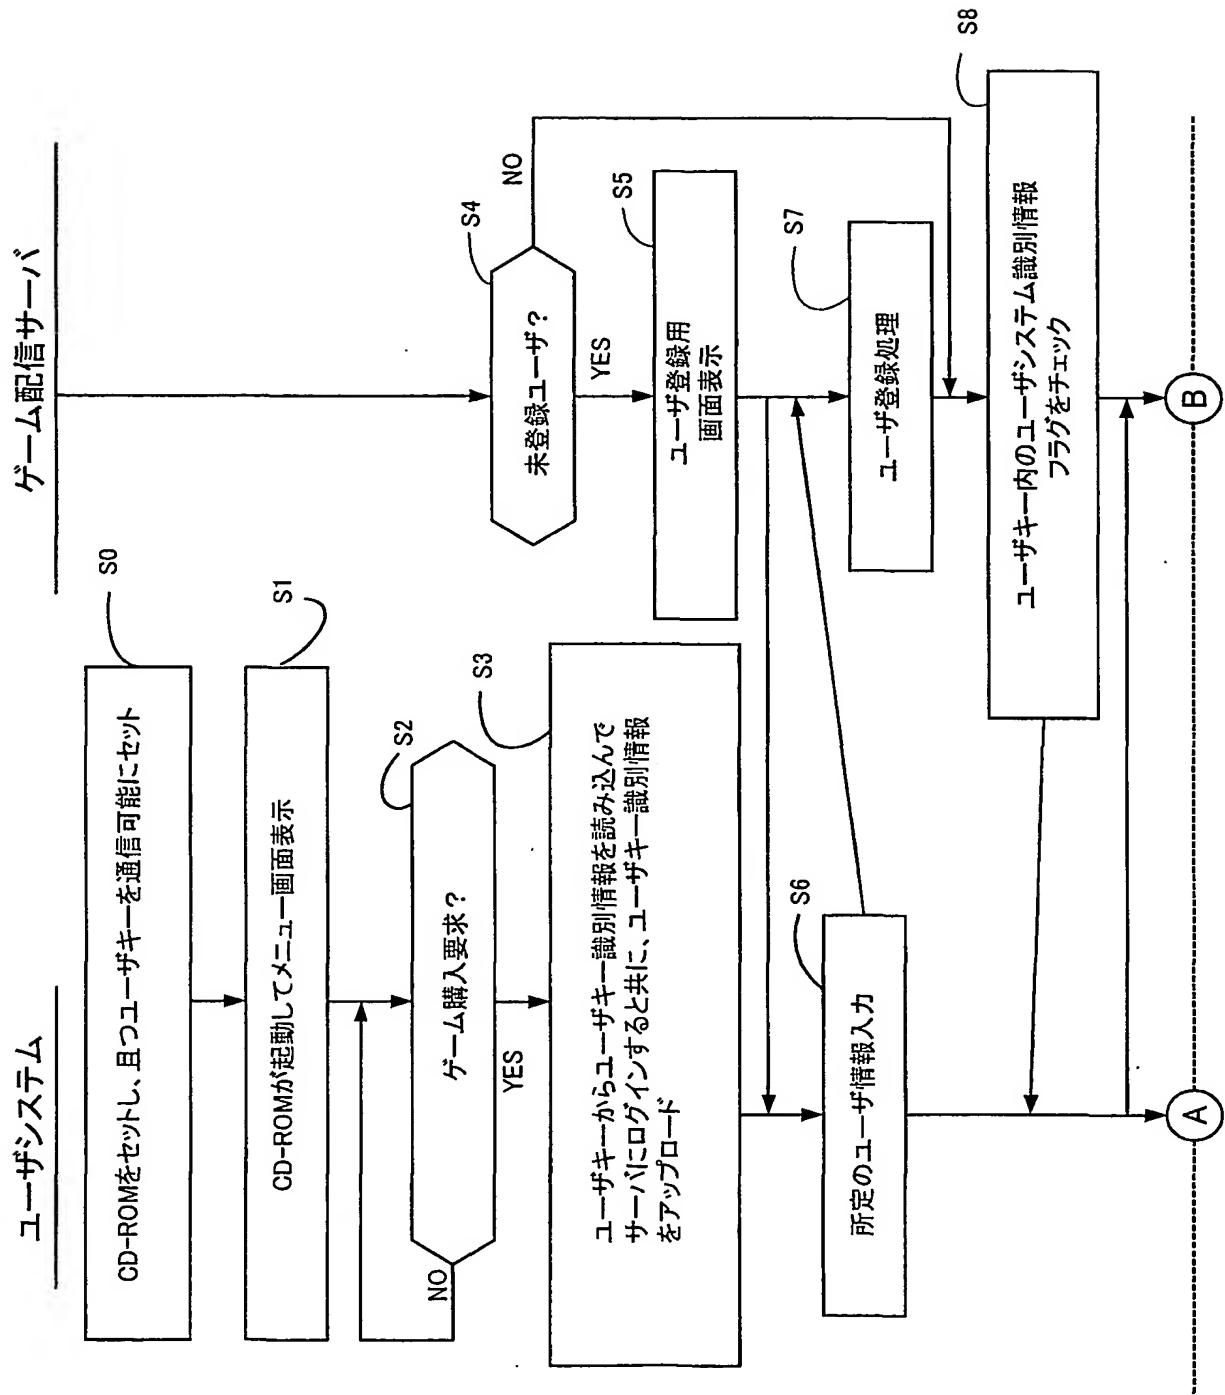 ユーザシステム
ゲーム配信サーバ
S0
CD-ROMをセットし、且つユーザキーを通信可能にセット
S1
CD-ROMが起動してメニュー画面表示
S2
ゲーム購入要求？
NO
YES
S3
ユーザキーからユーザキー識別情報を読み込んで
サーバにログインすると共に、ユーザキー識別情報
をアップロード
S4
未登録ユーザ？
NO
YES
S5
ユーザ登録用
画面表示
S6
所定のユーザ情報入力
S7
ユーザ登録処理
S8
ユーザキー内のユーザシステム識別情報
フラグをチェック
A
B